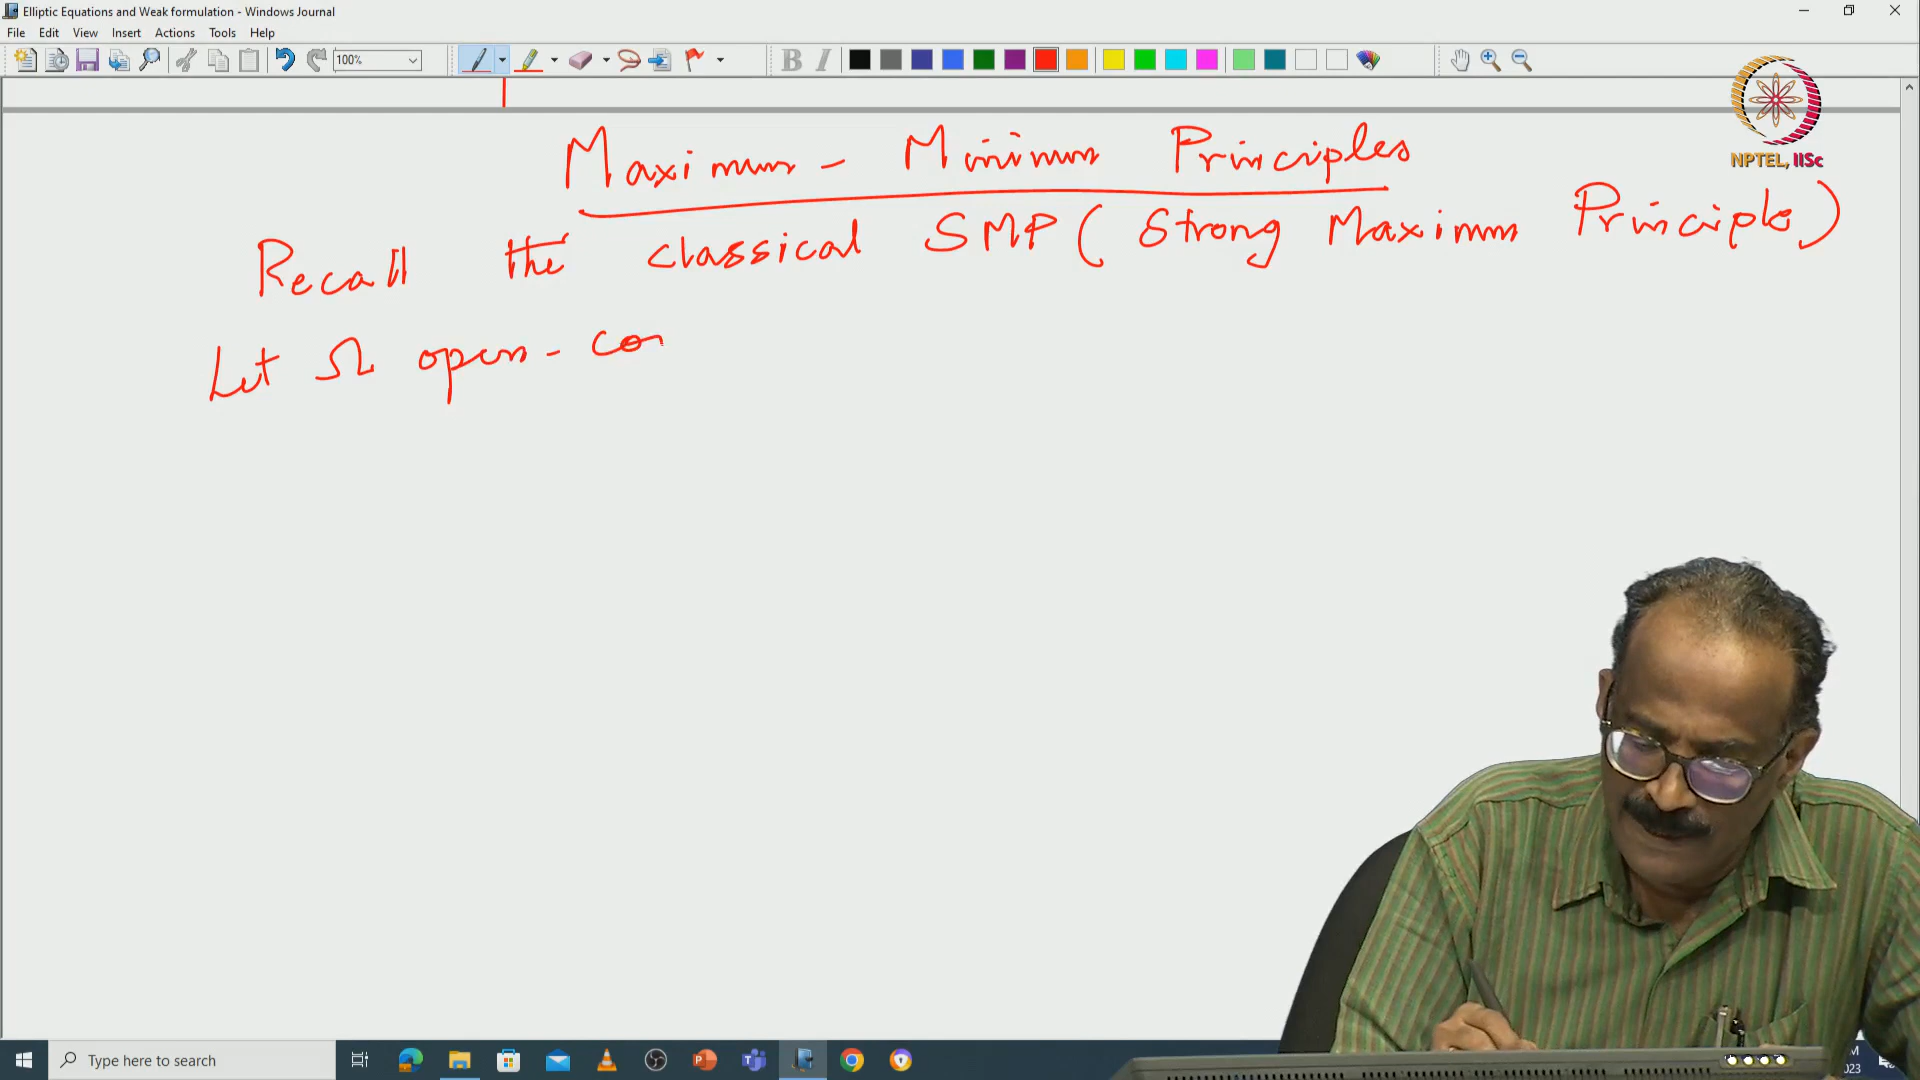 Elliptic Equations and Weak formulation - Windows Journal
File Edit View Insert Actions Tools Help
100%
NPTEL, IISc
Maximum - Minimum Principles
Recall the classical SMP (Strong Maximum Principle)
Let Ω open - con
Type here to search
M
023